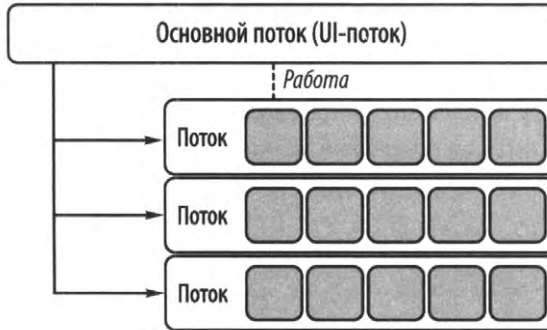 Основной поток (UI-поток)
Работа
Поток
Поток
Поток